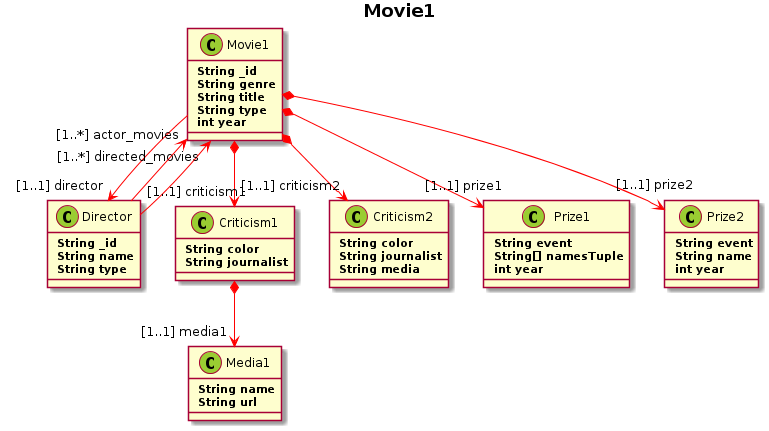 Movie1
C Movie1
String _id
String genre
String title
String type
int year
[1..*] actor_movies
[1..*] directed_movies
[1..1] director
[1..1] criticism1
[1..1] criticism2
[1..1] prize1
[1..1] prize2
C Director
String _id
String name
String type
C Criticism1
String color
String journalist
C Criticism2
String color
String journalist
String media
C Prize1
String event
String[] namesTuple
int year
C Prize2
String event
String name
int year
[1..1] media1
C Media1
String name
String url